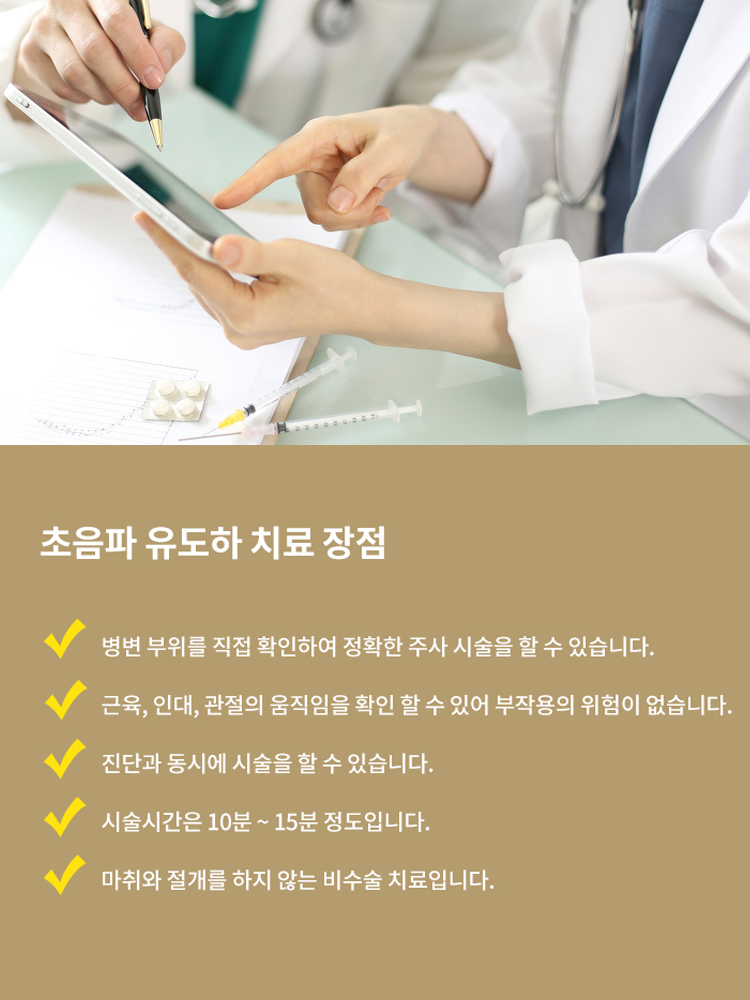 초음파 유도하 치료 장점
병변 부위를 직접 확인하여 정확한 주사 시술을 할 수 있습니다.
근육, 인대, 관절의 움직임을 확인 할 수 있어 부작용의 위험이 없습니다.
진단과 동시에 시술을 할 수 있습니다.
시술시간은 10분 ~ 15분 정도입니다.
마취와 절개를 하지 않는 비수술 치료입니다.